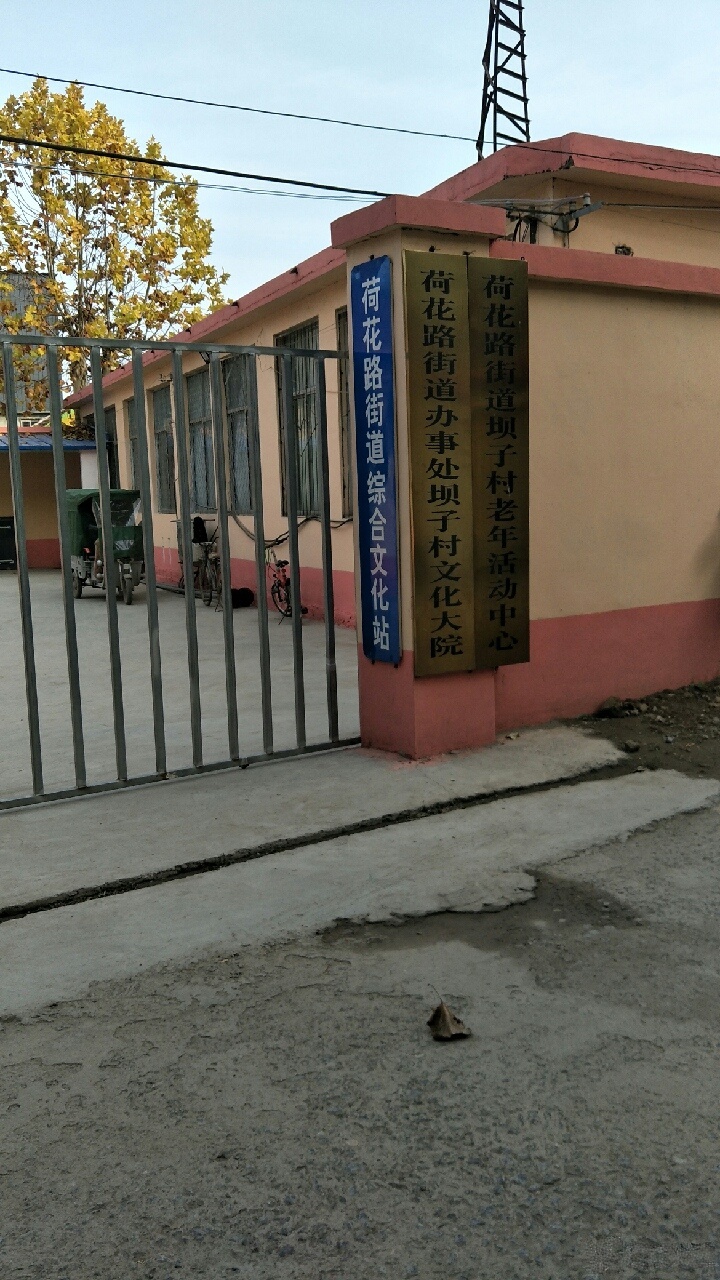 荷花路街道综合文化站
荷花路街道办事处坝子村文化大院
荷花路街道坝子村老年活动中心